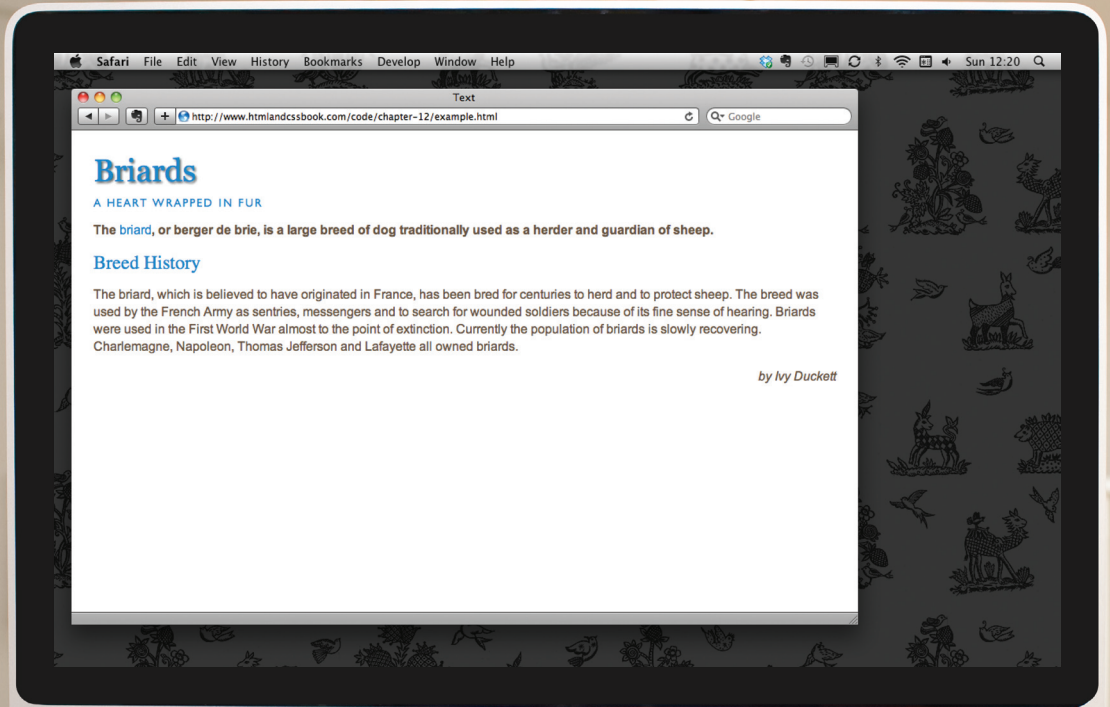 Safari File Edit View History Bookmarks Develop Window Help Sun 12:20
Text
http://www.htmlandcssbook.com/code/chapter-12/example.html Google
Briards
A HEART WRAPPED IN FUR
The briard, or berger de brie, is a large breed of dog traditionally used as a herder and guardian of sheep.
Breed History
The briard, which is believed to have originated in France, has been bred for centuries to herd and to protect sheep. The breed was
used by the French Army as sentries, messengers and to search for wounded soldiers because of its fine sense of hearing. Briards
were used in the First World War almost to the point of extinction. Currently the population of briards is slowly recovering.
Charlemagne, Napoleon, Thomas Jefferson and Lafayette all owned briards.
by Ivy Duckett